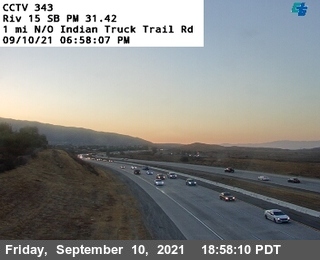 CCTV 343
Riv 15 SB PM 31.42
1 mi N/O Indian Truck Trail Rd
09/10/21 06:58:07 PM
Friday, September 10, 2021 18:58:10 PDT